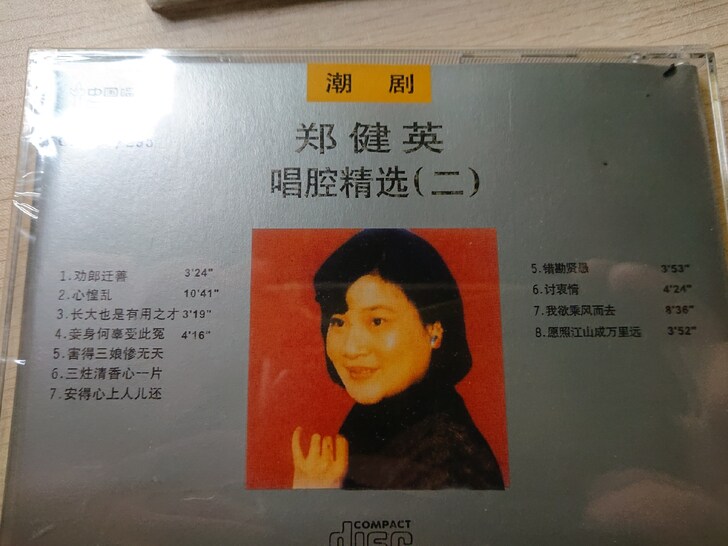 中国唱
潮 剧
郑健英
唱腔精选(二)
1.劝郎迁善 3'24"
2.心惶乱 10'41"
3.长大也是有用之才 3'19"
4.妾身何辜受此冤 4'16"
5.害得三娘惨无天
6.三炷清香心一片
7.安得心上人儿还
5.错勘贤 3'53"
6.讨衷情 4'24"
7.我欲乘风而去 8'36"
8.愿照江山咸万里远 3'52"
COMPACT
disc